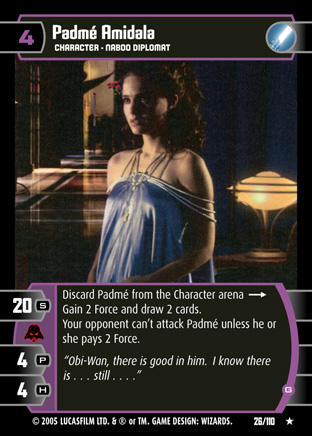 4 Padmé Amidala
CHARACTER - NABOO DIPLOMAT
20 S
4 P
4 H
Discard Padmé from the Character arena →
Gain 2 Force and draw 2 cards.
Your opponent can't attack Padmé unless he or
she pays 2 Force.
"Obi-Wan, there is good in him. I know there
is . . . still . . . ."
G
© 2005 LUCASFILM LTD. & ® or TM. GAME DESIGN: WIZARDS. 26/110 ★